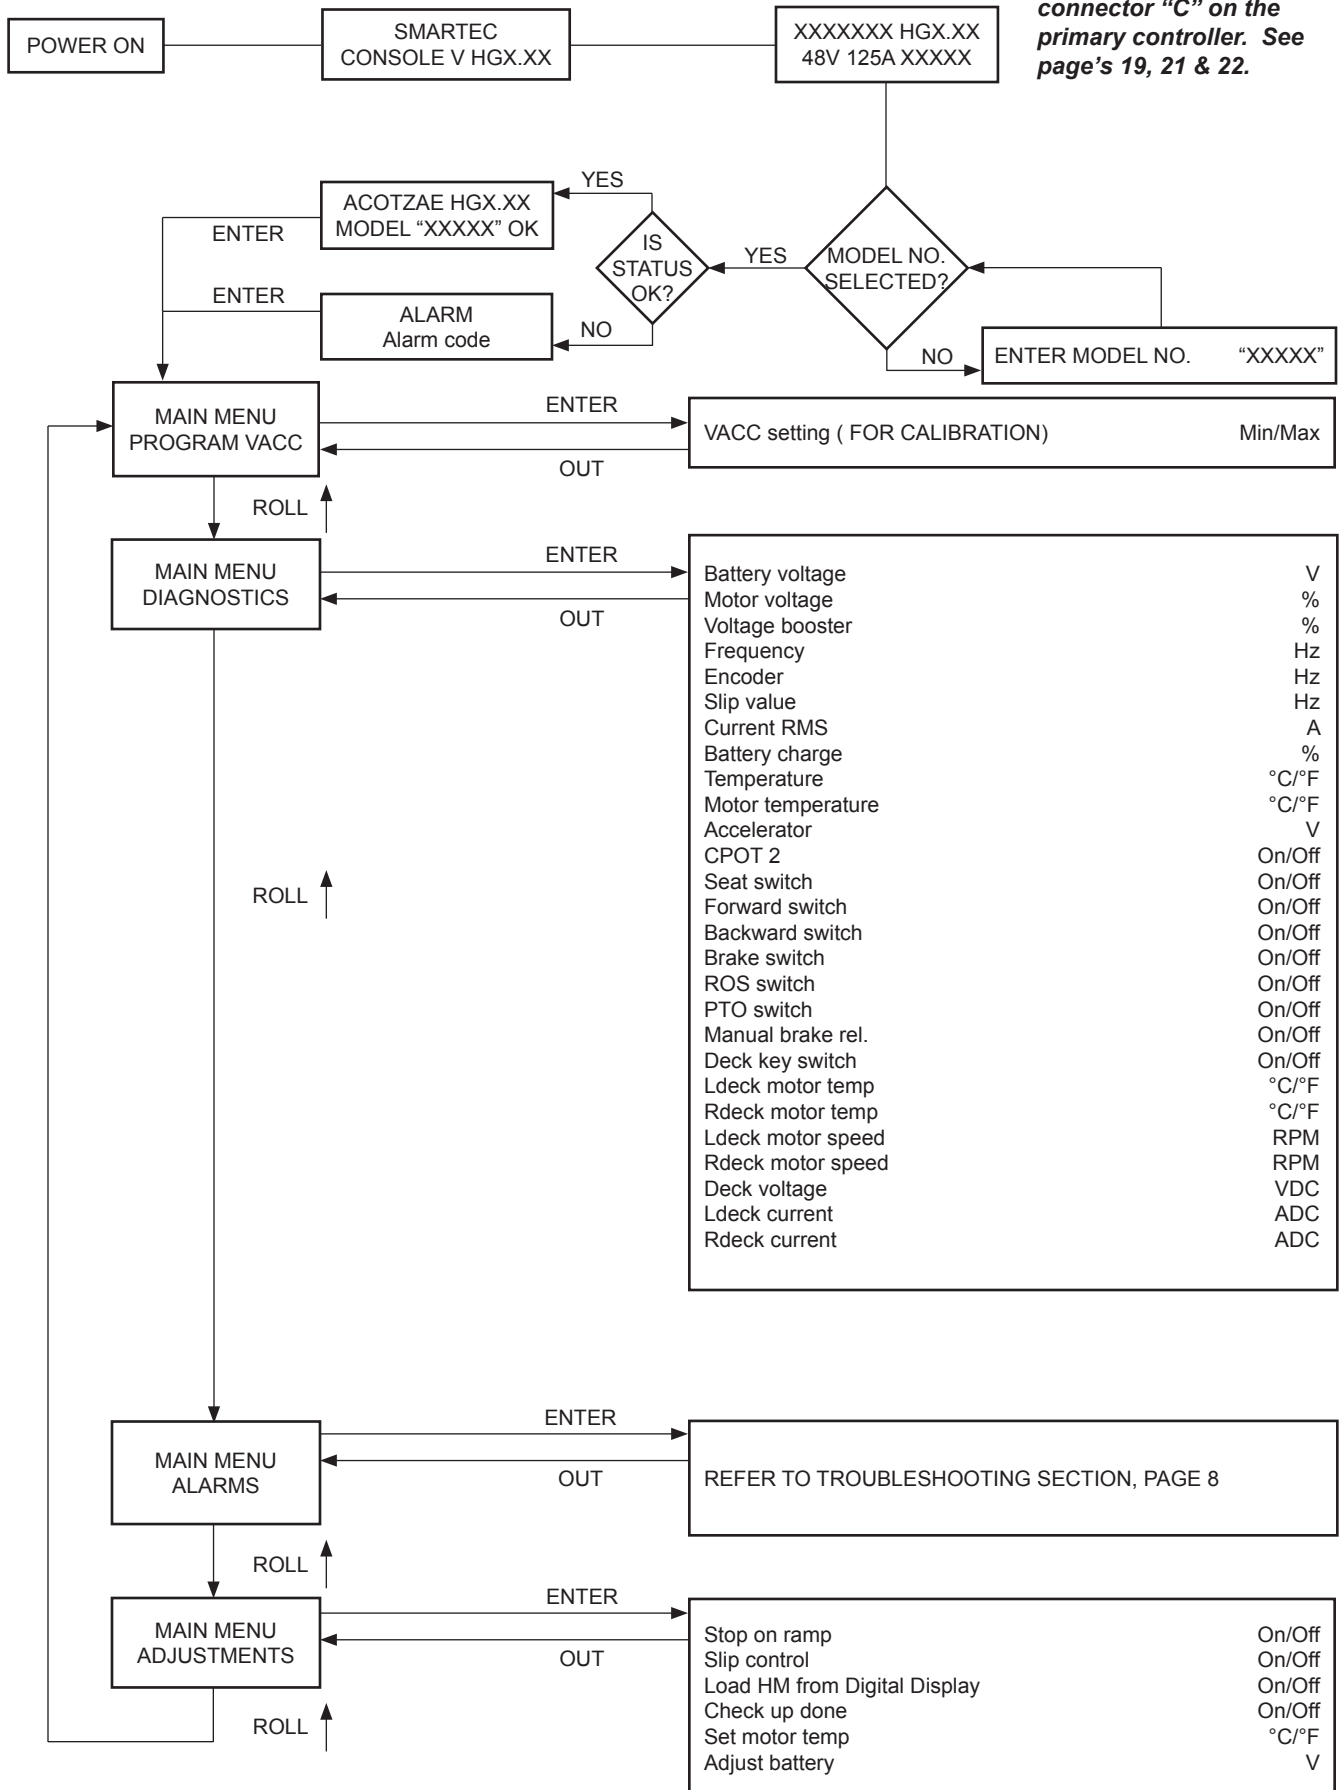 connector “C” on the
primary controller. See
page's 19, 21 & 22.
POWER ON
SMARTEC
CONSOLE V HGX.XX
XXXXXXX HGX.XX
48V 125A XXXXX
YES
ACOTZAE HGX.XX
MODEL “XXXXX” OK
ENTER
IS
STATUS
OK?
YES
MODEL NO.
SELECTED?
ENTER
ALARM
Alarm code
NO
NO
ENTER MODEL NO. “XXXXX”
MAIN MENU
PROGRAM VACC
ENTER
OUT
VACC setting ( FOR CALIBRATION) Min/Max
ROLL
MAIN MENU
DIAGNOSTICS
ENTER
OUT
Battery voltage V
Motor voltage %
Voltage booster %
Frequency Hz
Encoder Hz
Slip value Hz
Current RMS A
Battery charge %
Temperature °C/°F
Motor temperature °C/°F
Accelerator V
CPOT 2 On/Off
Seat switch On/Off
Forward switch On/Off
Backward switch On/Off
Brake switch On/Off
ROS switch On/Off
PTO switch On/Off
Manual brake rel. On/Off
Deck key switch On/Off
Ldeck motor temp °C/°F
Rdeck motor temp °C/°F
Ldeck motor speed RPM
Rdeck motor speed RPM
Deck voltage VDC
Ldeck current ADC
Rdeck current ADC
ROLL
MAIN MENU
ALARMS
ENTER
OUT
REFER TO TROUBLESHOOTING SECTION, PAGE 8
ROLL
MAIN MENU
ADJUSTMENTS
ENTER
OUT
Stop on ramp On/Off
Slip control On/Off
Load HM from Digital Display On/Off
Check up done On/Off
Set motor temp °C/°F
Adjust battery V
ROLL